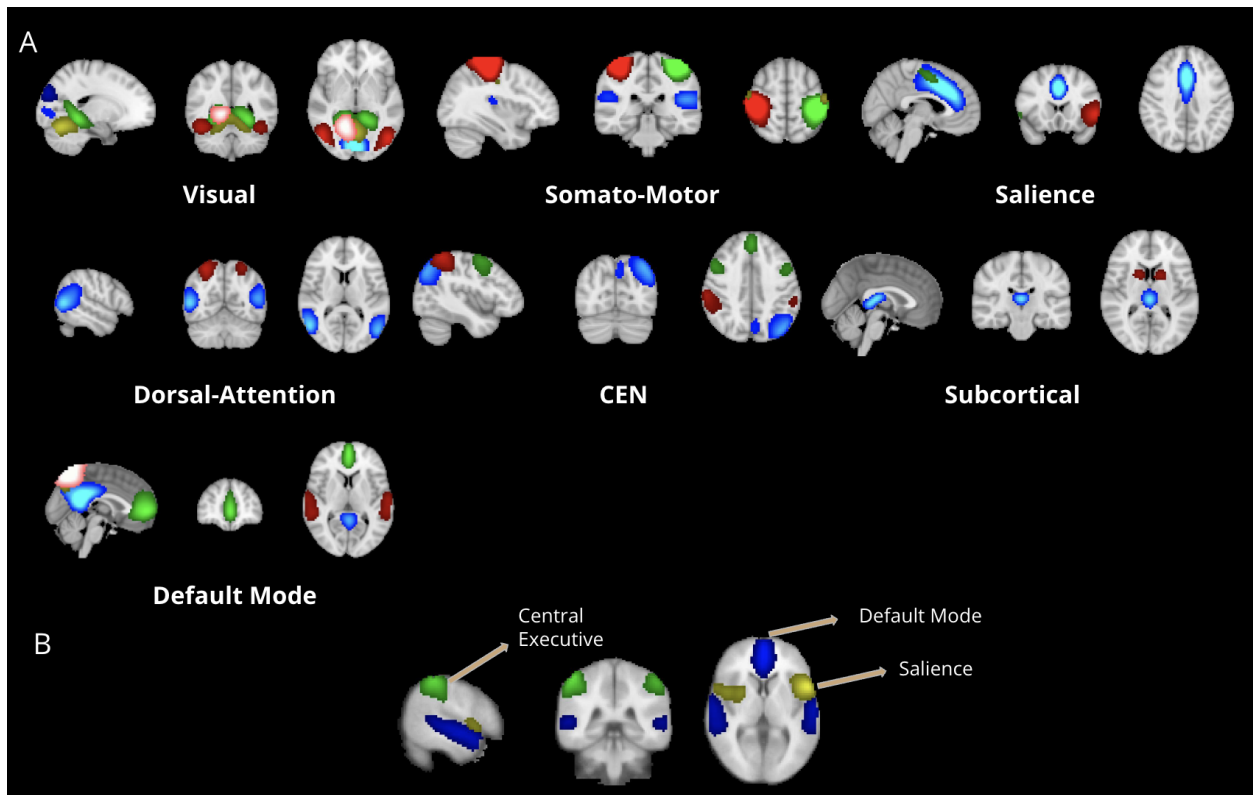 A
Visual
Somato-Motor
Salience
Dorsal-Attention
CEN
Subcortical
Default Mode
B
Central
Executive
Default Mode
Salience